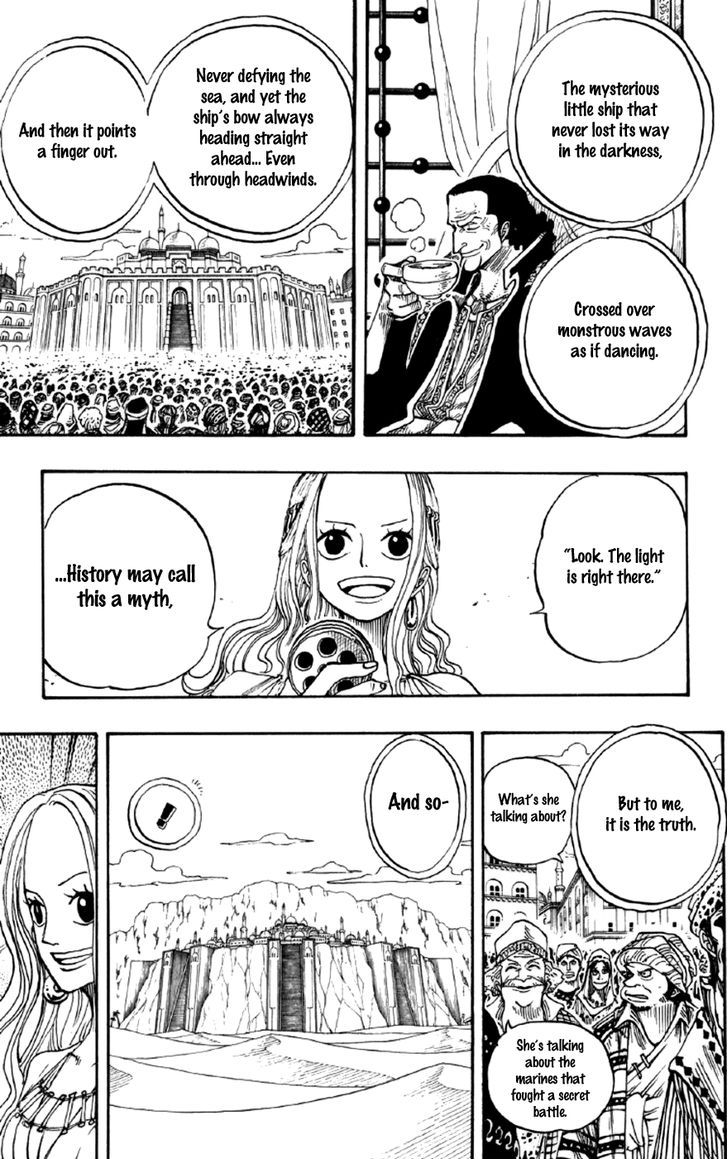 The mysterious
little ship that
never lost its way
in the darkness,
Crossed over
monstrous waves
as if dancing.
Never defying the
sea, and yet the
ship's bow always
heading straight
ahead... Even
through headwinds.
And then it points
a finger out.
"Look. The light
is right there."
...History may call
this a myth,
But to me,
it is the truth.
What's she
talking about?
She's talking
about the
marines that
fought a secret
battle.
And so-
!